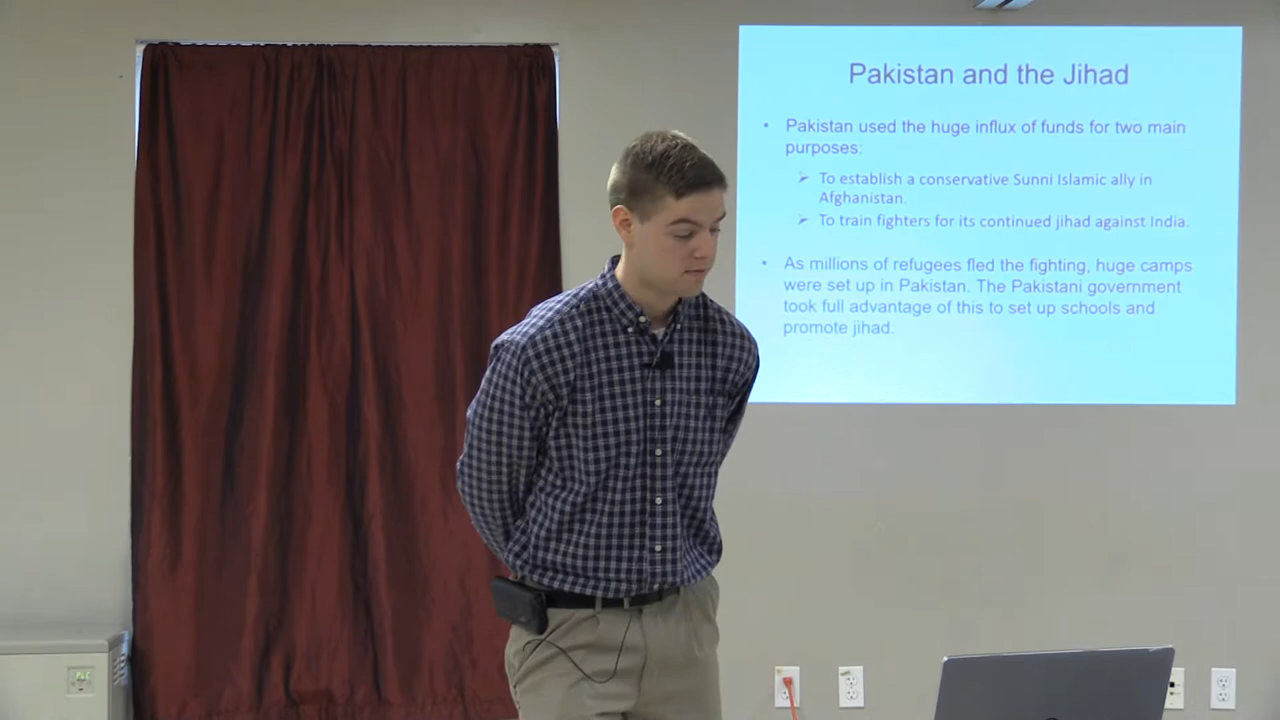 Pakistan and the Jihad
• Pakistan used the huge influx of funds for two main
purposes:
➢ To establish a conservative Sunni Islamic ally in
Afghanistan.
➢ To train fighters for its continued jihad against India.
• As millions of refugees fled the fighting, huge camps
were set up in Pakistan. The Pakistani government
took full advantage of this to set up schools and
promote jihad.